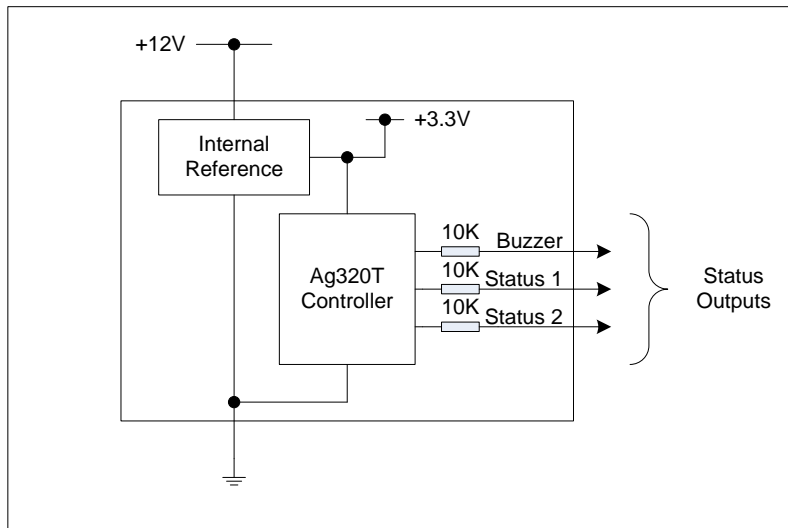 +12V
+3.3V
Internal
Reference
10K
Buzzer
10K
Status 1
10K
Status 2
Ag320T
Controller
Status
Outputs